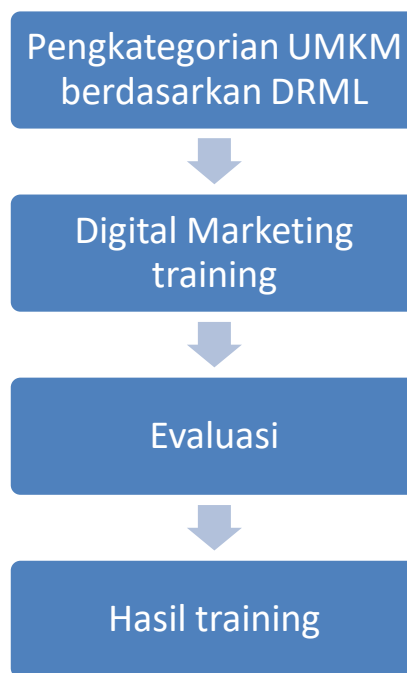 Pengkategorian UMKM
berdasarkan DRML
Digital Marketing
training
Evaluasi
Hasil training